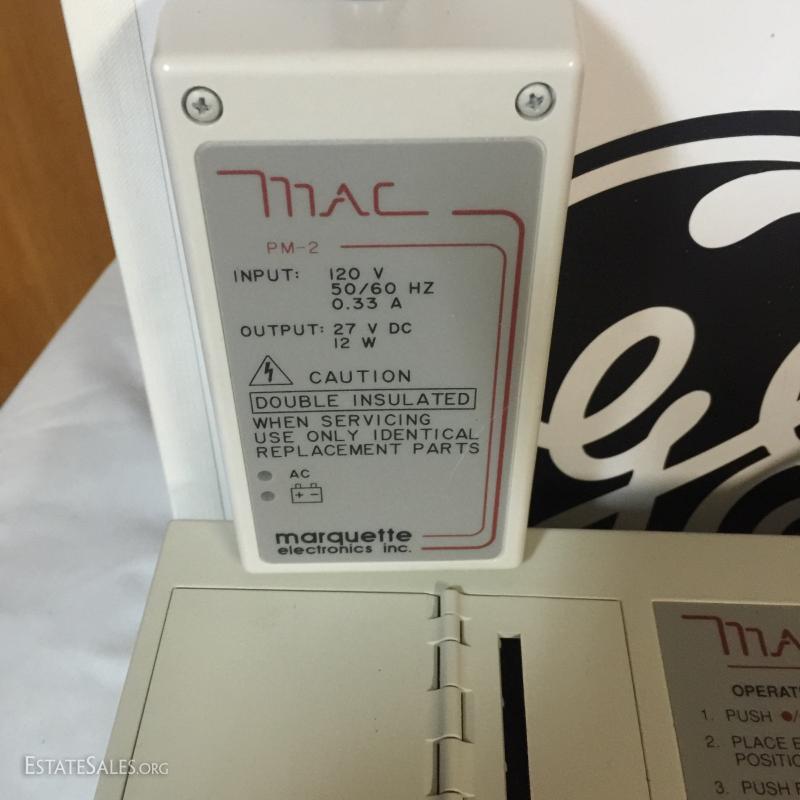 MAC
PM-2
INPUT: 120 V
50/60 HZ
0.33 A
OUTPUT: 27 V DC
12 W
CAUTION
DOUBLE INSULATED
WHEN SERVICING
USE ONLY IDENTICAL
REPLACEMENT PARTS
AC
+ -
marquette
electronics inc.
MA
OPERAT
1. PUSH
2. PLACE E
POSITIO
3. PUSH
ESTATESALES.ORG